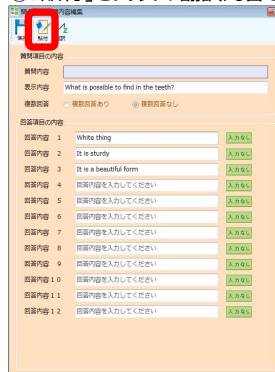 内容編集
貼付
質問項目の内容
質問内容
表示内容 What is possible to find in the teeth?
複数回答 複数回答あり 複数回答なし
回答項目の内容
回答内容 1 White thing 入力なし
回答内容 2 It is sturdy 入力なし
回答内容 3 It is a beautiful form 入力なし
回答内容 4 回答内容を入力してください 入力なし
回答内容 5 回答内容を入力してください 入力なし
回答内容 6 回答内容を入力してください 入力なし
回答内容 7 回答内容を入力してください 入力なし
回答内容 8 回答内容を入力してください 入力なし
回答内容 9 回答内容を入力してください 入力なし
回答内容10 回答内容を入力してください 入力なし
回答内容11 回答内容を入力してください 入力なし
回答内容12 回答内容を入力してください 入力なし